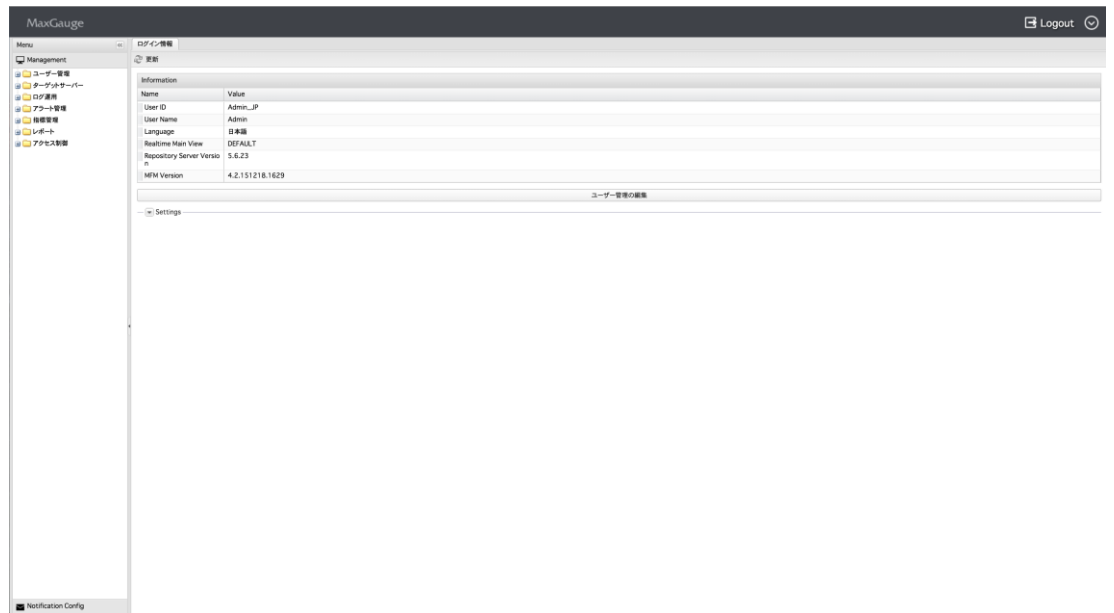 MaxGauge
Logout
Menu
Management
ユーザー管理
ターゲットサーバー
ログ運用
アラート管理
指標管理
レポート
アクセス制御
Notification Config
ログイン情報
更新
Information
Name Value
User ID Admin_JP
User Name Admin
Language 日本語
Realtime Main View DEFAULT
Repository Server Versio 5.6.23
n
MFM Version 4.2.151218.1629
ユーザー管理の編集
Settings